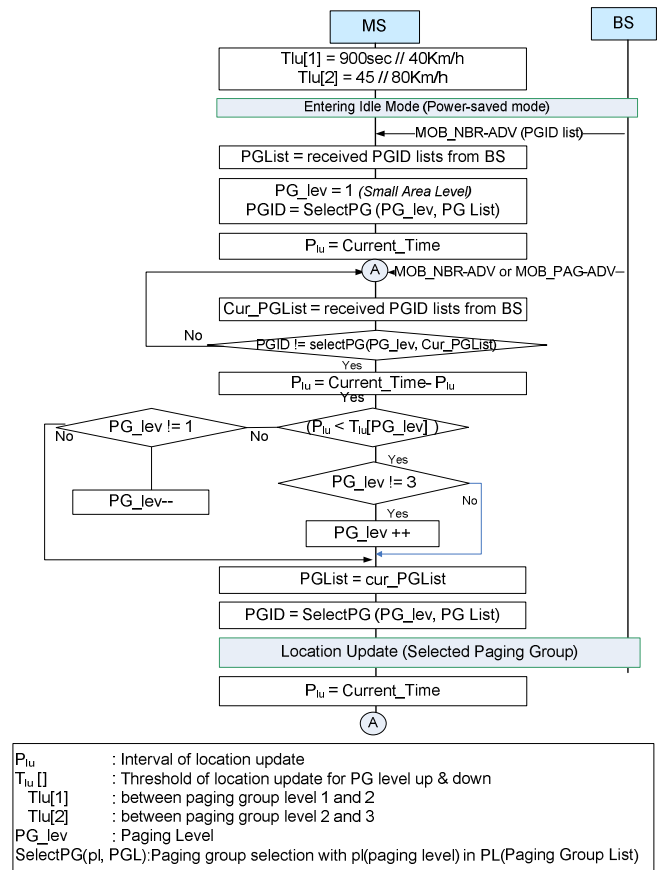 MS
BS
Tlu[1] = 900sec // 40Km/h
Tlu[2] = 45 // 80Km/h
Entering Idle Mode (Power-saved mode)
MOB_NBR-ADV (PGID list)
PGList = received PGID lists from BS
PG_lev = 1 (Small Area Level)
PGID = SelectPG (PG_lev, PG List)
Plu = Current_Time
A
MOB_NBR-ADV or MOB_PAG-ADV
Cur_PGList = received PGID lists from BS
No
PGID != selectPG(PG_lev, Cur_PGList)
Yes
Plu = Current_Time- Plu
Yes
PG_lev != 1
No
No
(Plu < Tlu[PG_lev] )
Yes
PG_lev != 3
No
PG_lev--
Yes
PG_lev ++
PGList = cur_PGList
PGID = SelectPG (PG_lev, PG List)
Location Update (Selected Paging Group)
Plu = Current_Time
A
Plu : Interval of location update
Tlu [] : Threshold of location update for PG level up & down
Tlu[1] : between paging group level 1 and 2
Tlu[2] : between paging group level 2 and 3
PG_lev : Paging Level
SelectPG(pl, PGL):Paging group selection with pl(paging level) in PL(Paging Group List)